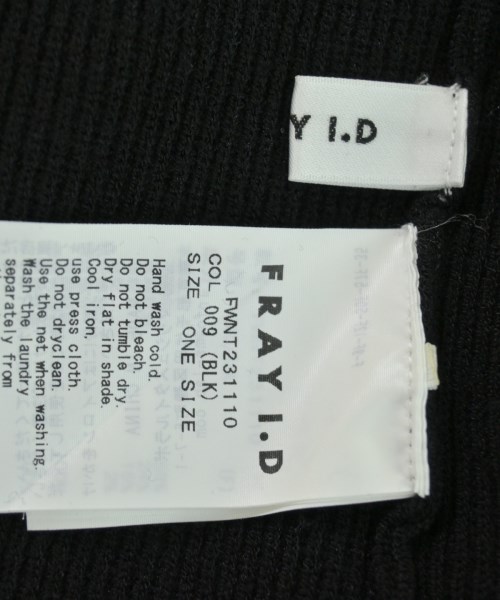 Y I.D
FRAY I.D
FWNT231110
COL 009 (BLK)
SIZE ONE SIZE
Hand wash cold.
Do not bleach.
Do not tumble dry.
Dry flat in shade.
Cool iron,
use press cloth.
Do not dryclean.
Use the net when washing.
Wash the laundry
separately from